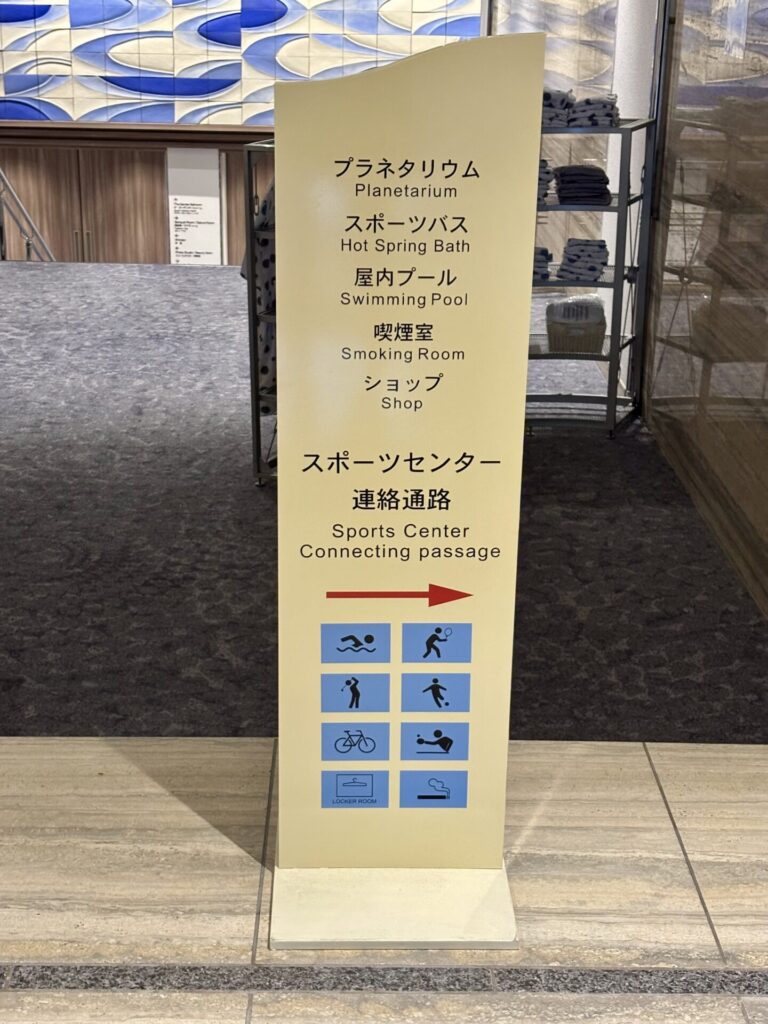 プラネタリウム
Planetarium
スポーツバス
Hot Spring Bath
屋内プール
Swimming Pool
喫煙室
Smoking Room
ショップ
Shop
スポーツセンター
連絡通路
Sports Center
Connecting passage
LOCKER ROOM